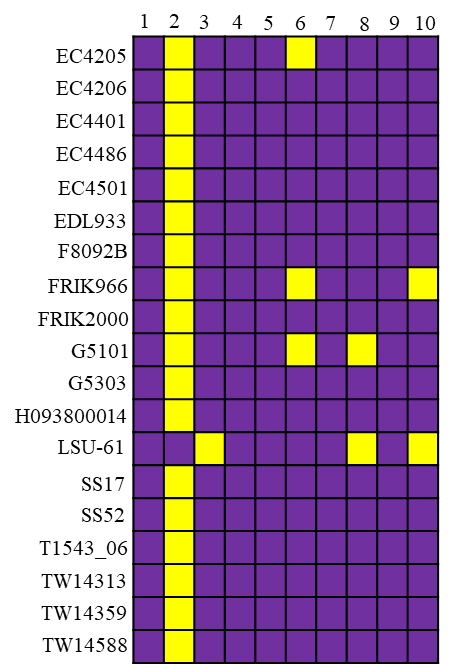 1 2 3 4 5 6 7 8 9 10
EC4205
EC4206
EC4401
EC4486
EC4501
EDL933
F8092B
FRIK966
FRIK2000
G5101
G5303
H093800014
LSU-61
SS17
SS52
T1543_06
TW14313
TW14359
TW14588